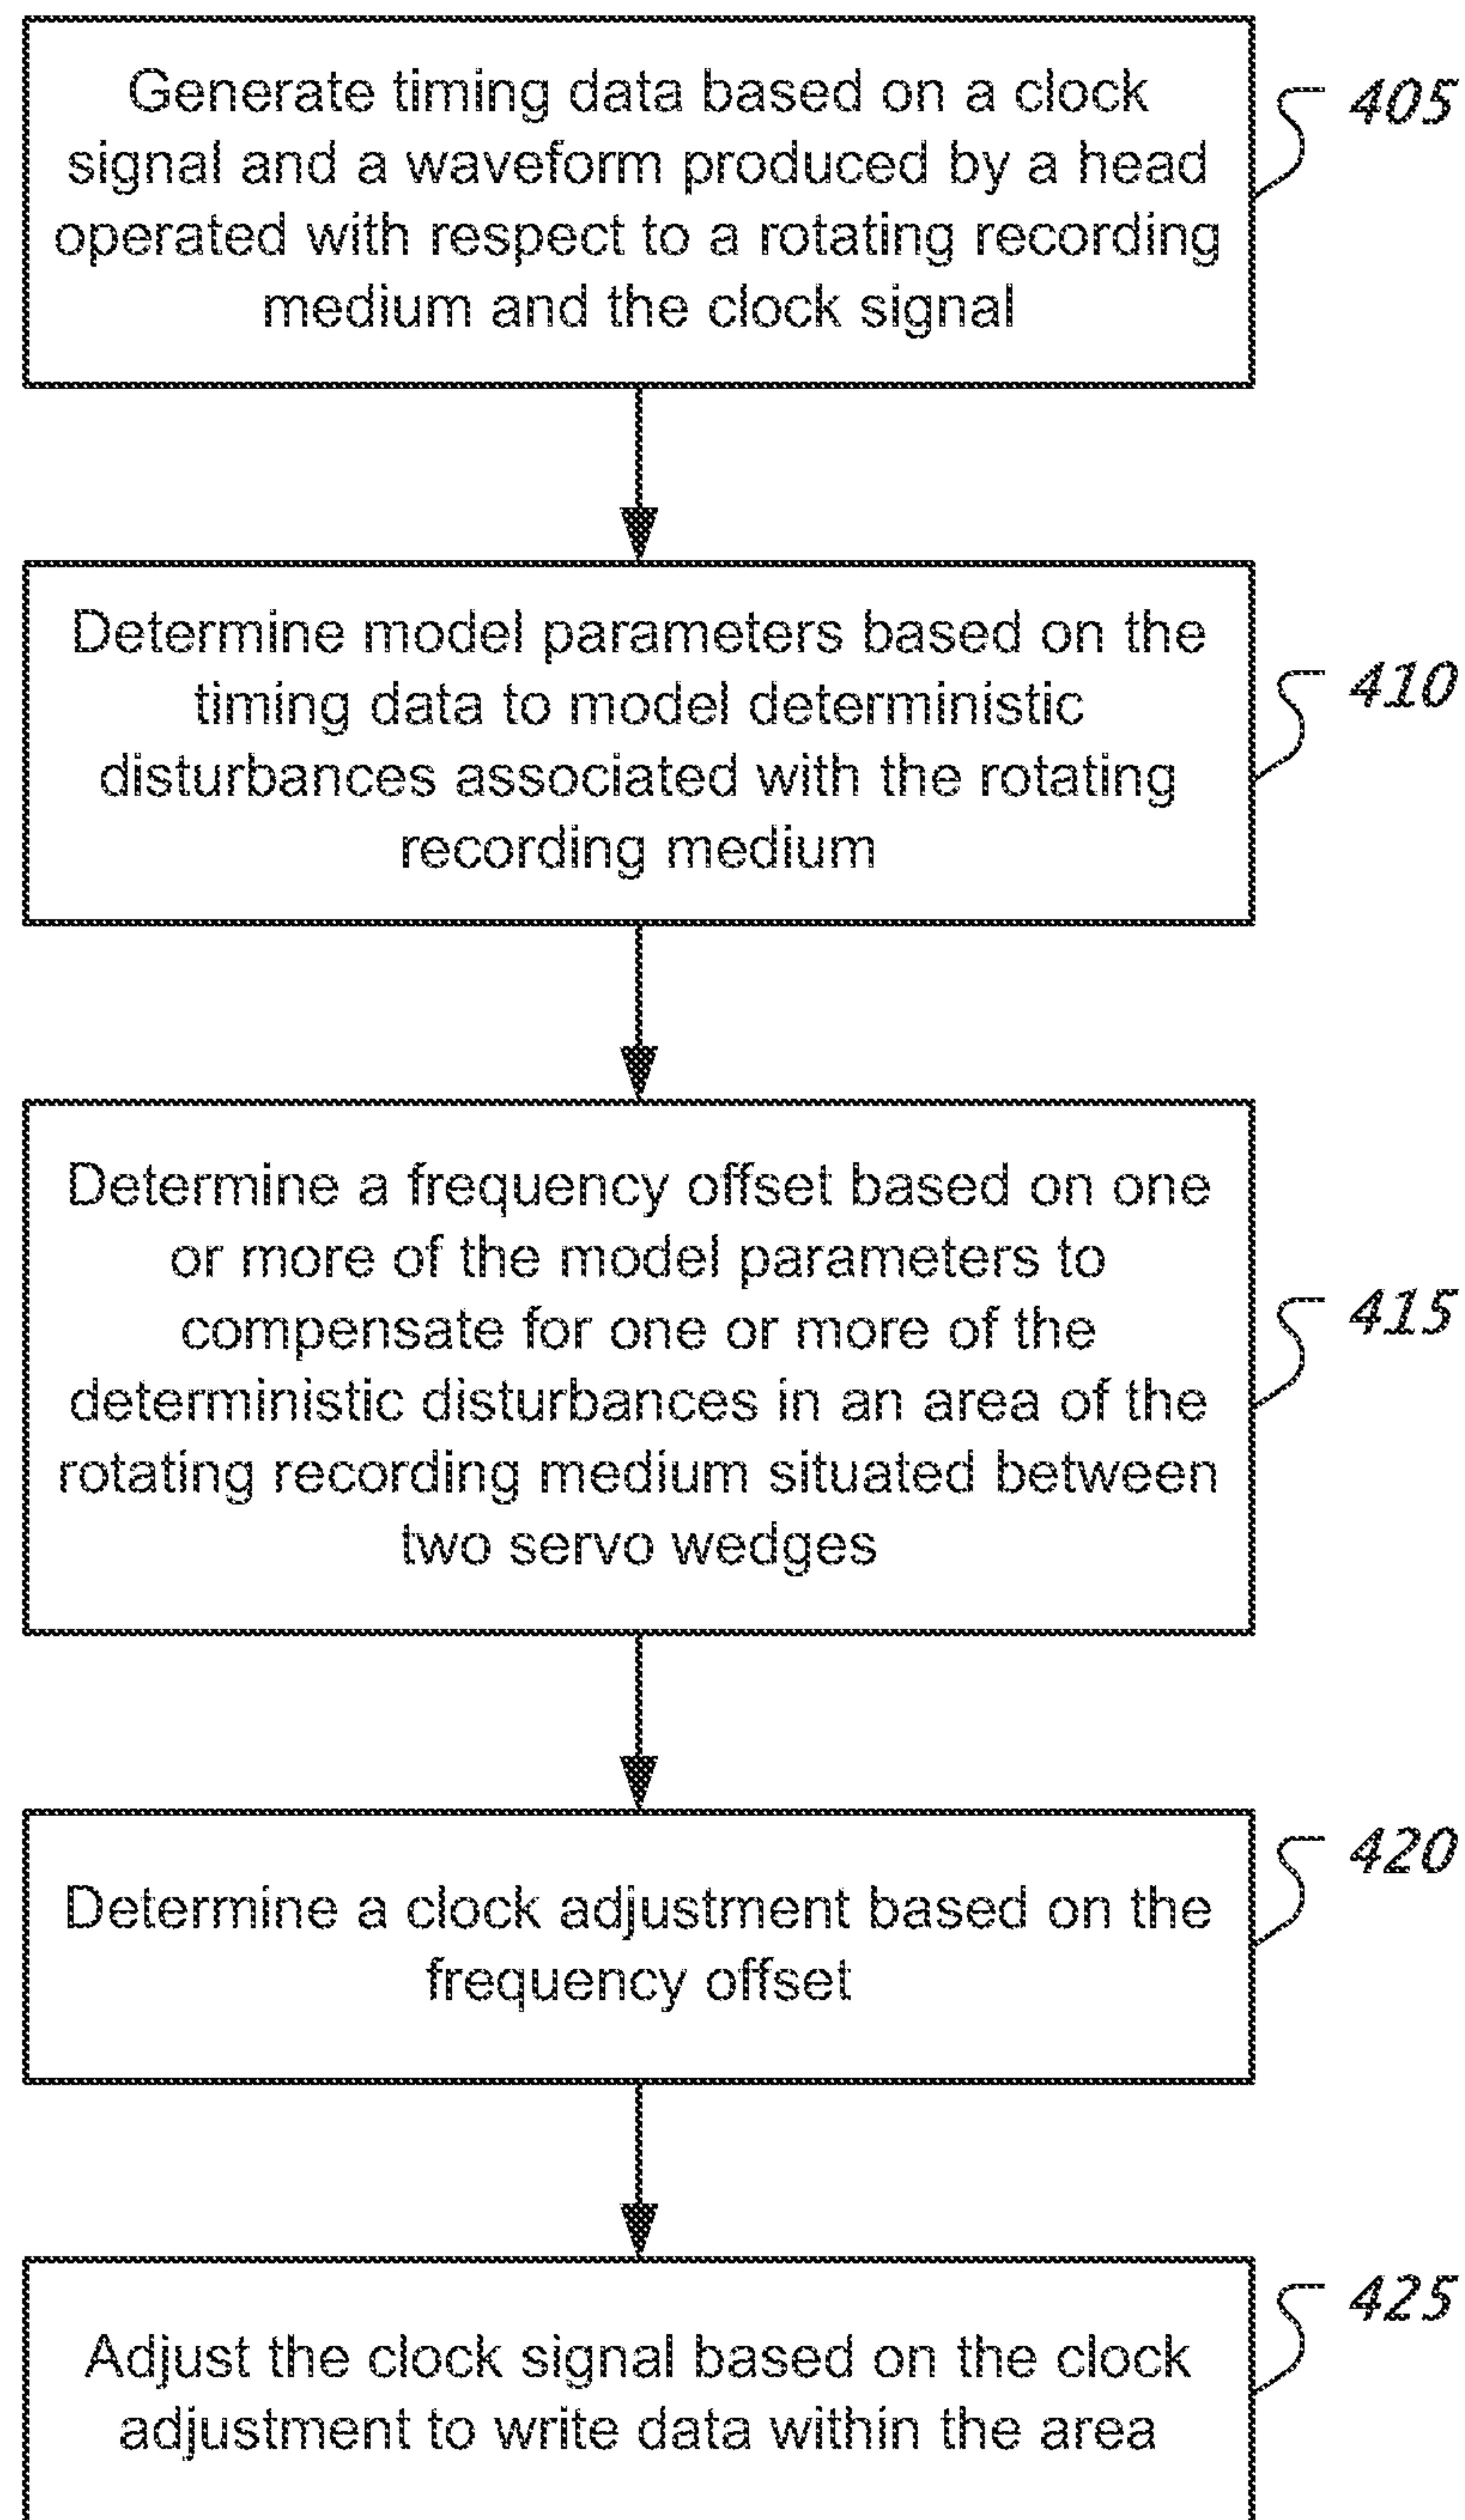 Generate timing data based on a clock
signal and a waveform produced by a head
operated with respect to a rotating recording
medium and the clock signal
405
Determine model parameters based on the
timing data to model deterministic
disturbances associated with the rotating
recording medium
410
Determine a frequency offset based on one
or more of the model parameters to
compensate for one or more of the
deterministic disturbances in an area of the
rotating recording medium situated between
two servo wedges
415
Determine a clock adjustment based on the
frequency offset
420
Adjust the clock signal based on the clock
adjustment to write data within the area
425